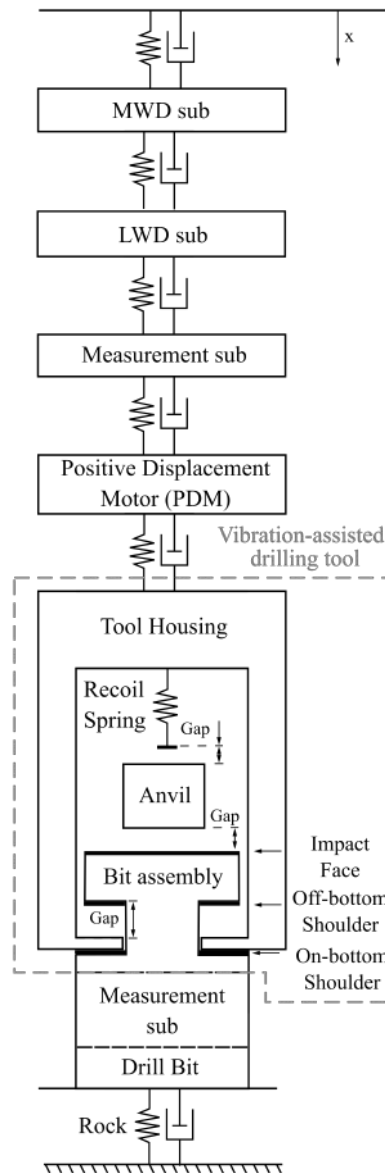 x
MWD sub
LWD sub
Measurement sub
Positive Displacement
Motor (PDM)
Vibration-assisted
drilling tool
Tool Housing
Recoil
Spring
Gap
Anvil
Gap
Impact
Face
Bit assembly
Off-bottom
Shoulder
Gap
On-bottom
Shoulder
Measurement
sub
Drill Bit
Rock